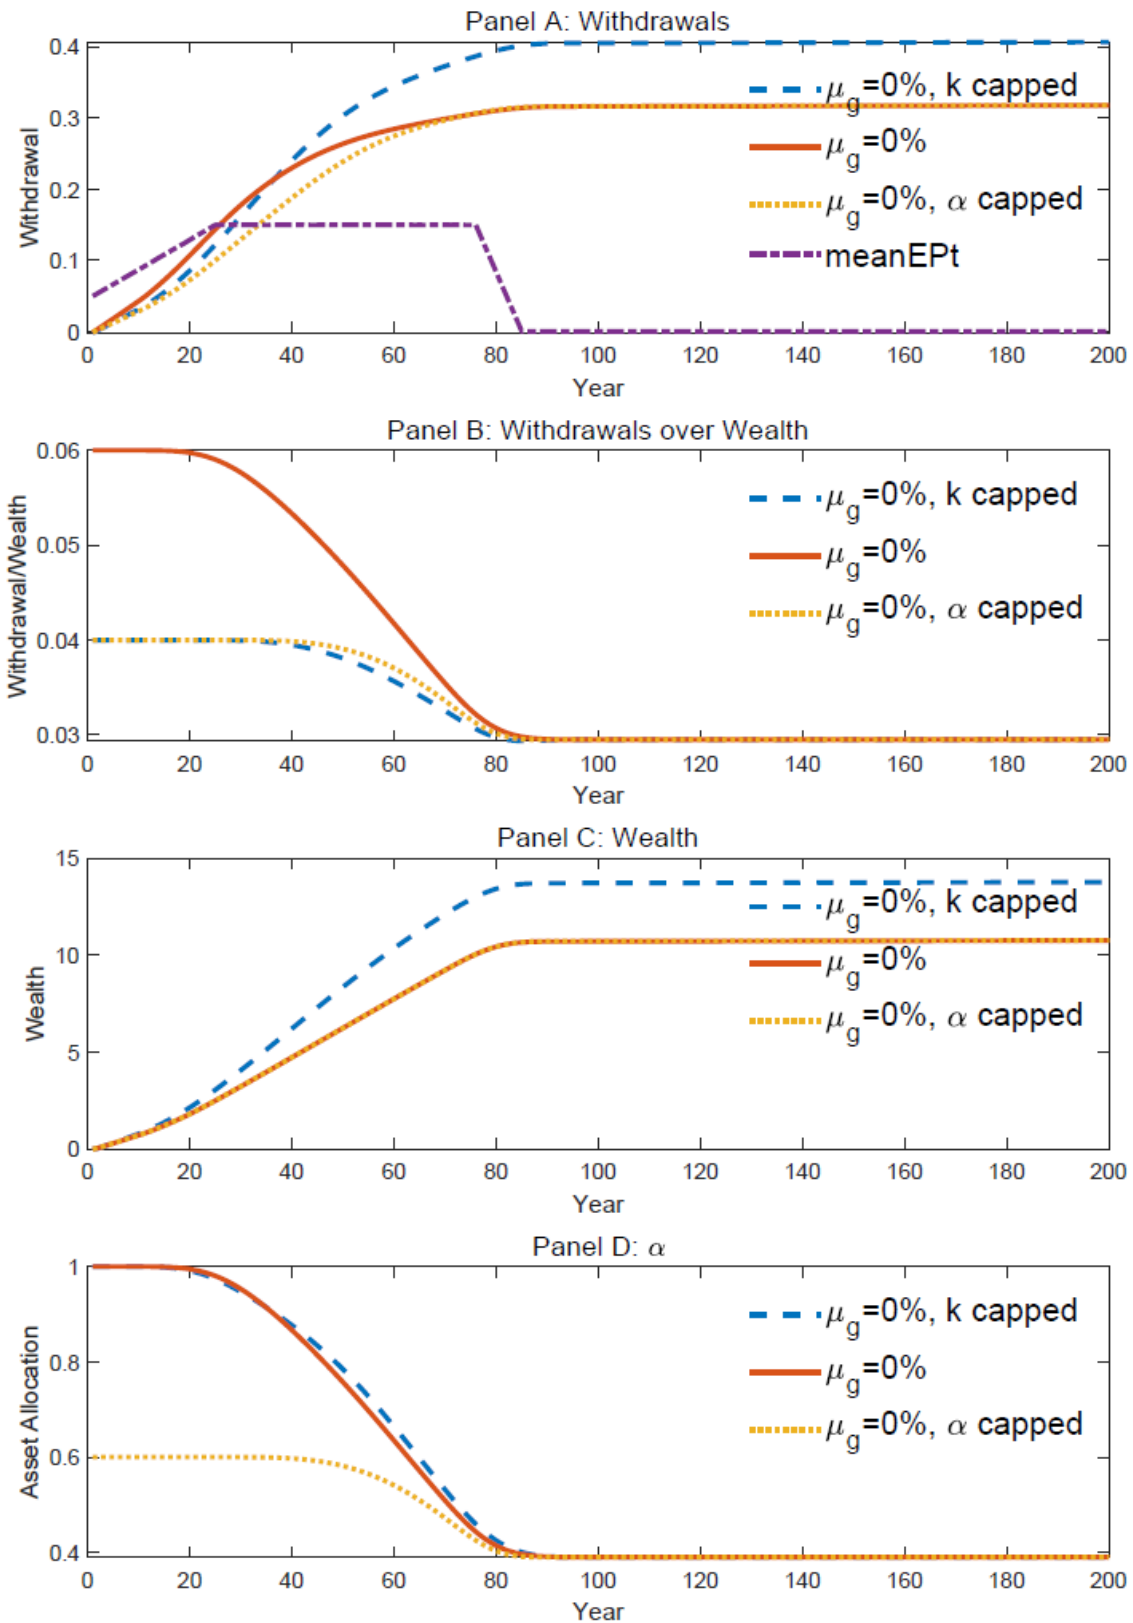 Panel A: Withdrawals
0.4
0.3
0.2
0.1
0
Withdrawal
μg=0%, k capped
μg=0%
μg=0%, α capped
meanEPt
0 20 40 60 80 100 120 140 160 180 200
Year
Panel B: Withdrawals over Wealth
0.06
0.05
0.04
0.03
Withdrawal/Wealth
μg=0%, k capped
μg=0%
μg=0%, α capped
0 20 40 60 80 100 120 140 160 180 200
Year
Panel C: Wealth
15
10
5
0
Wealth
μg=0%, k capped
μg=0%
μg=0%, α capped
0 20 40 60 80 100 120 140 160 180 200
Year
Panel D: α
1
0.8
0.6
0.4
Asset Allocation
μg=0%, k capped
μg=0%
μg=0%, α capped
0 20 40 60 80 100 120 140 160 180 200
Year